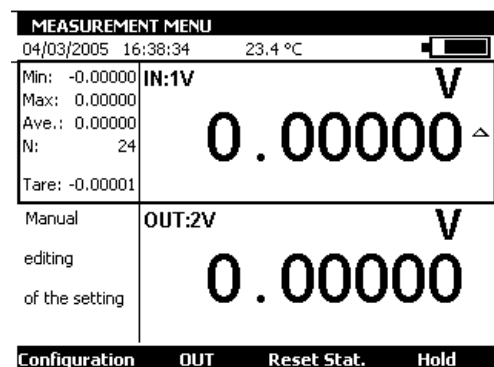 MEASUREMENT MENU
04/03/2005 16:38:34 23.4 °C
Min: -0.00000
Max: 0.00000
Ave.: 0.00000
N: 24
Tare: -0.00001
IN:1V V
0.00000
Manual
editing
of the setting
OUT:2V V
0.00000
Configuration OUT Reset Stat. Hold